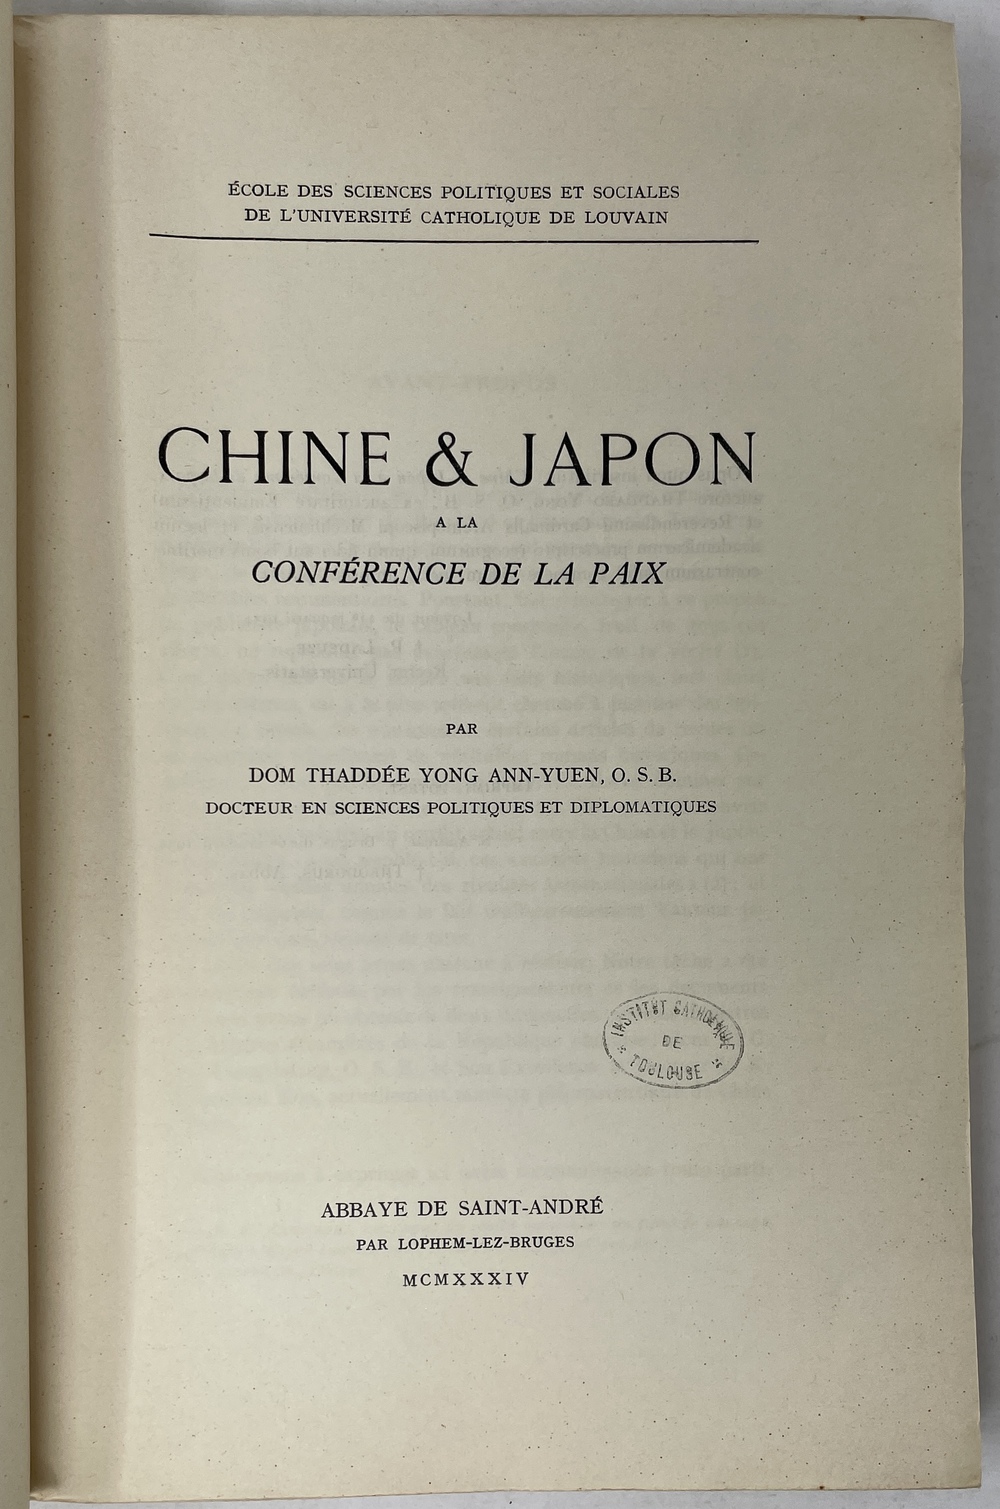 ÉCOLE DES SCIENCES POLITIQUES ET SOCIALES
DE L'UNIVERSITÉ CATHOLIQUE DE LOUVAIN
CHINE & JAPON
A LA
CONFÉRENCE DE LA PAIX
PAR
DOM THADDÉE YONG ANN-YUEN, O. S. B.
DOCTEUR EN SCIENCES POLITIQUES ET DIPLOMATIQUES
INSTITUT CATHOLIQUE
DE
TOULOUSE
ABBAYE DE SAINT-ANDRÉ
PAR LOPHEM-LEZ-BRUGES
MCMXXXIV